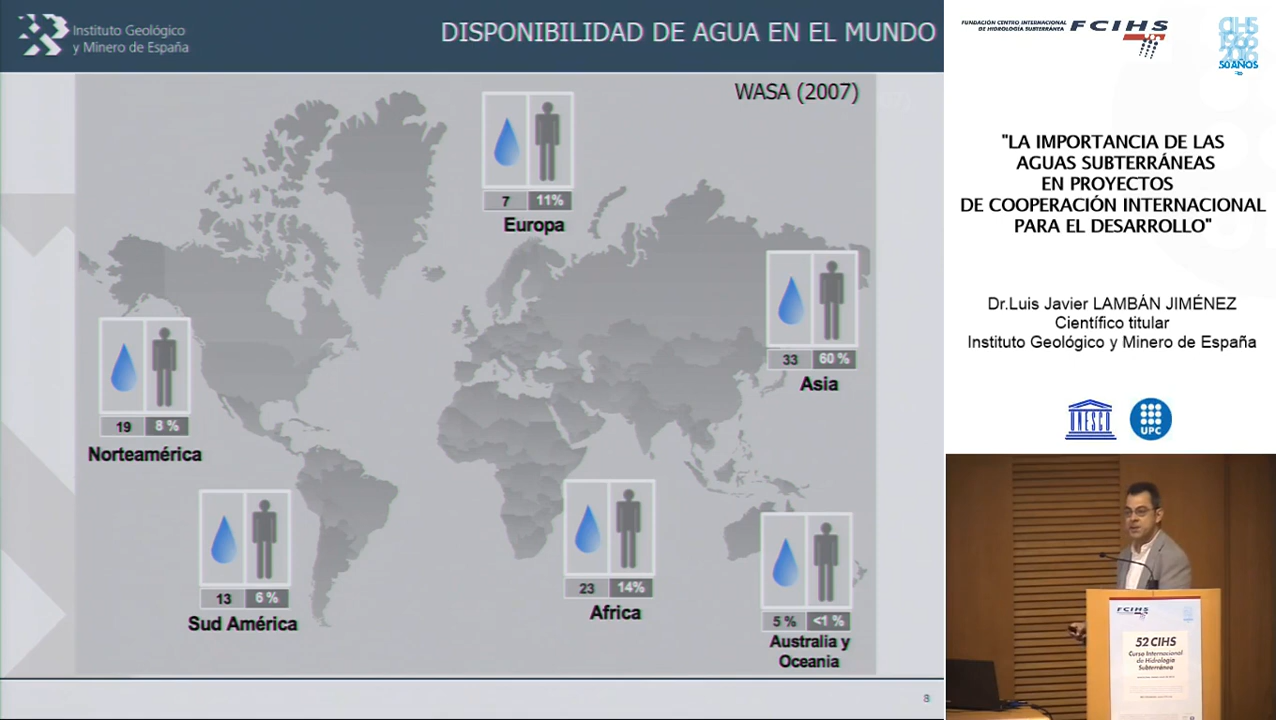 Instituto Geológico
y Minero de España
DISPONIBILIDAD DE AGUA EN EL MUNDO
WASA (2007)
7 11%
Europa
33 60 %
Asia
19 8 %
Norteamérica
13 6 %
Sud América
23 14%
Africa
5 % <1 %
Australia y
Oceania
8
FUNDACIÓN CENTRO INTERNACIONAL
DE HIDROLOGÍA SUBTERRÁNEA
FCIHS
CIHS
1966
2016
50 AÑOS
"LA IMPORTANCIA DE LAS
AGUAS SUBTERRÁNEAS
EN PROYECTOS
DE COOPERACIÓN INTERNACIONAL
PARA EL DESARROLLO"
Dr.Luis Javier LAMBÁN JIMÉNEZ
Científico titular
Instituto Geológico y Minero de España
UNESCO
UPC
FCIHS
52 CIHS
Curso Internacional
de Hidrología
Subterránea